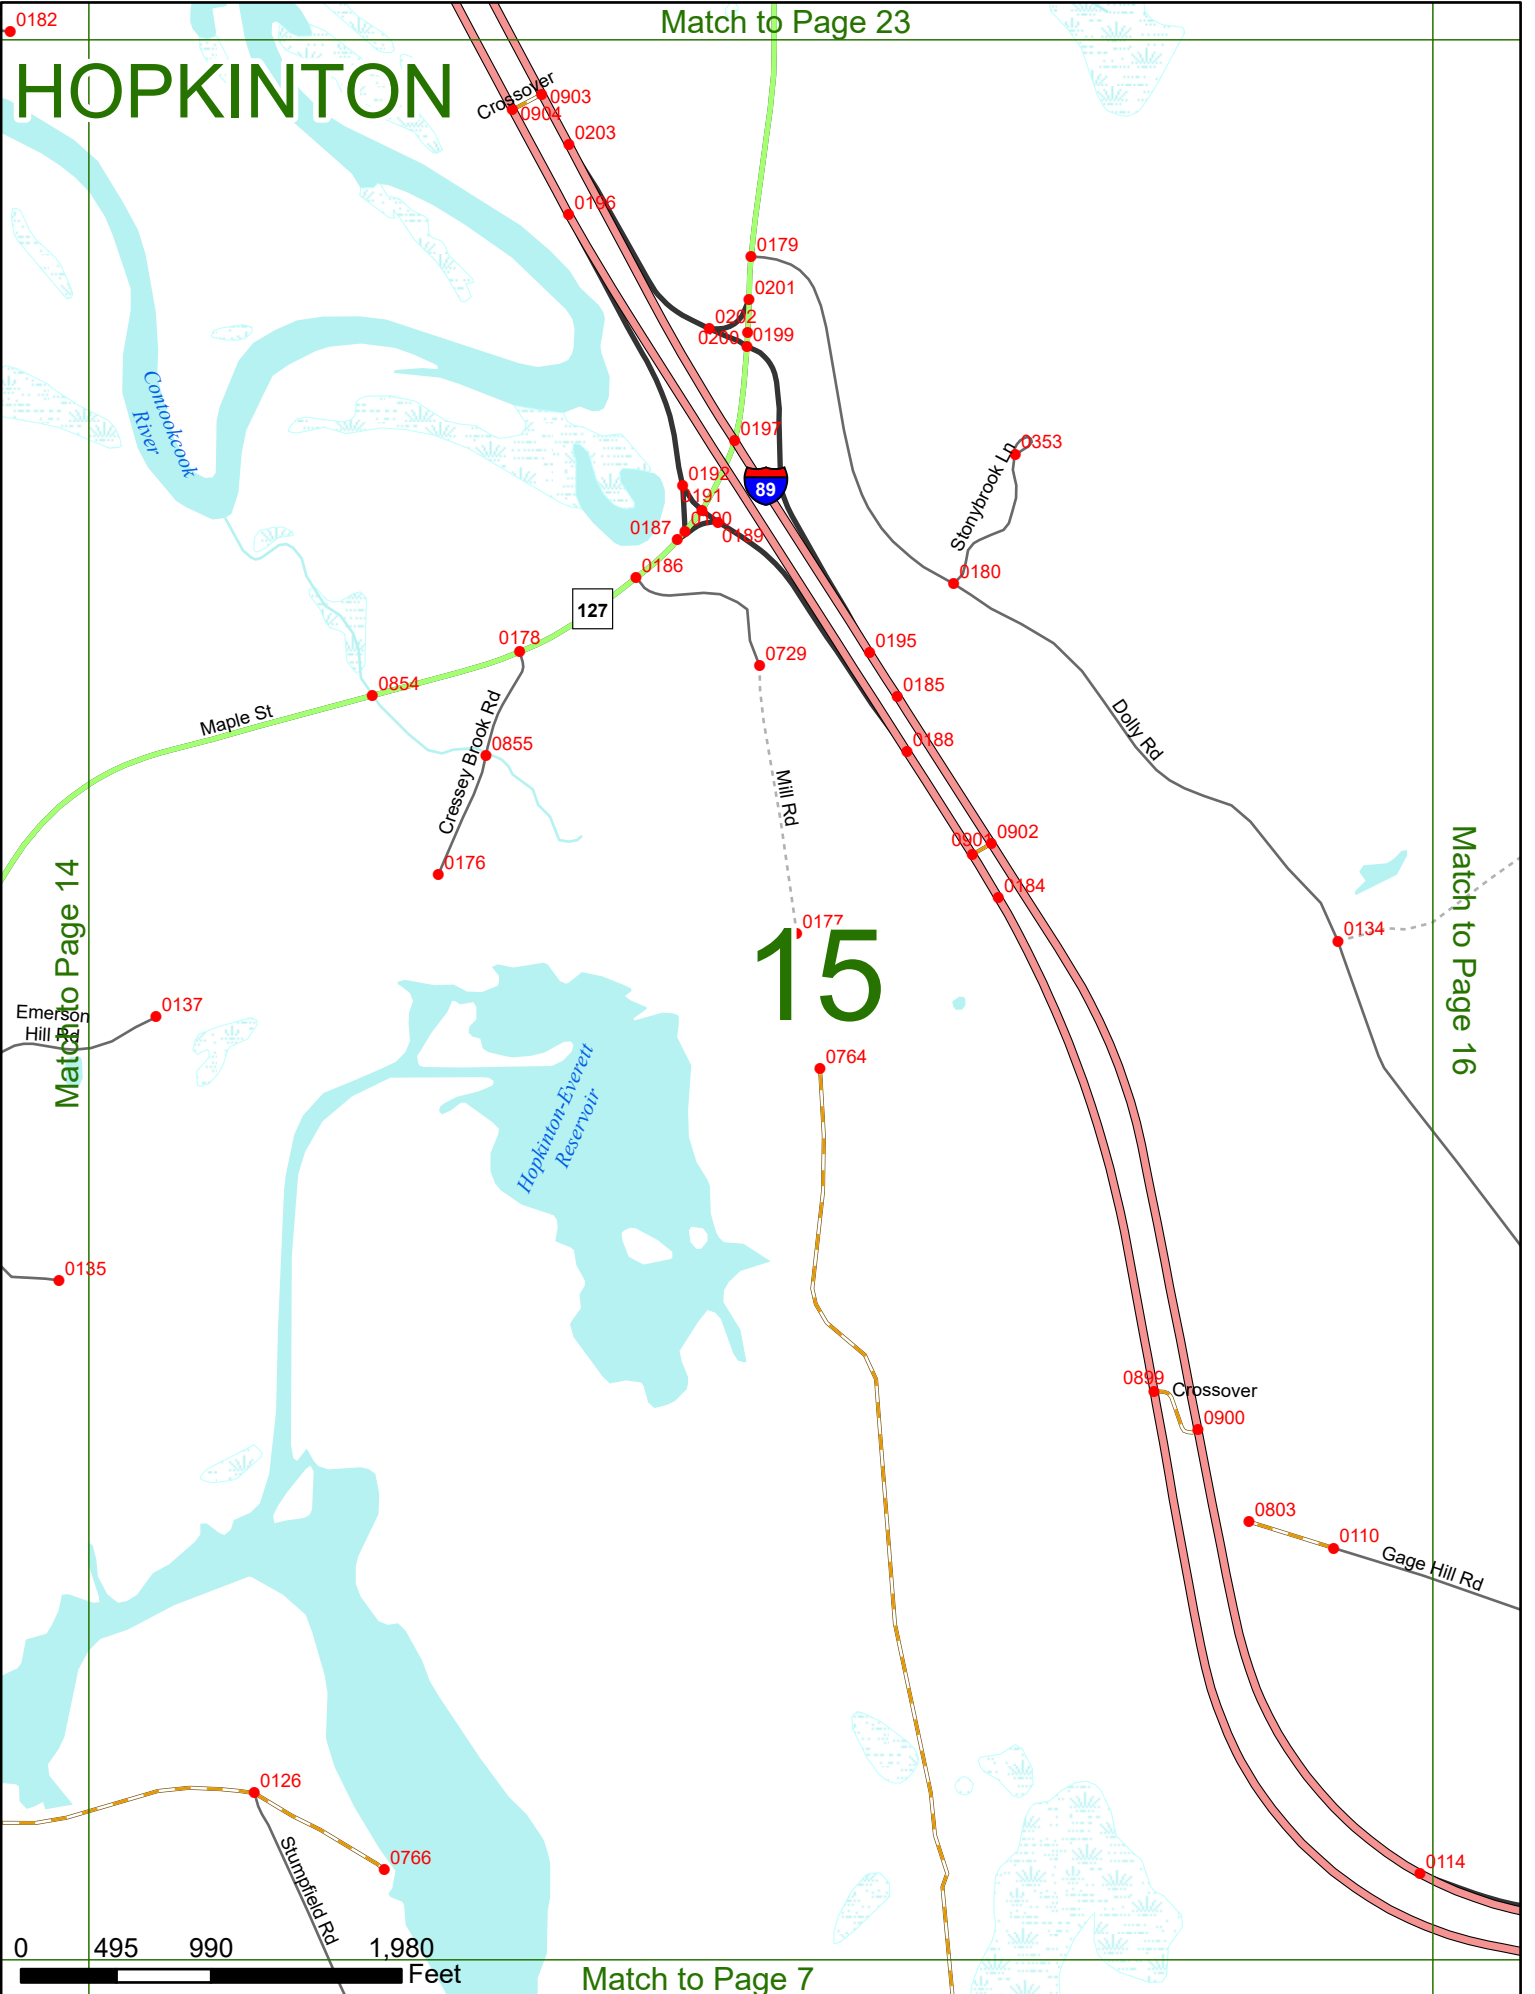 0182
Match to Page 23
HOPKINTON
Crossover
0903
0904
0203
0196
0179
0201
0202
0200
0199
Contookcook
River
0197
0353
Stonybrook Ln
0192
89
0191
0190
0187
0189
0186
0180
127
0178
0195
0729
0854
0185
Maple St
Cressey Brook Rd
Dolly Rd
0188
0855
Mill Rd
0902
0901
0176
0184
Match to Page 14
Match to Page 16
0177
0134
15
0137
Emerson
Hill Rd
0764
Hopkinton-Everett
Reservoir
0135
0899
Crossover
0900
0803
0110
Gage Hill Rd
0126
Stumpfield Rd
0766
0114
0 495 990 1,980
Feet
Match to Page 7